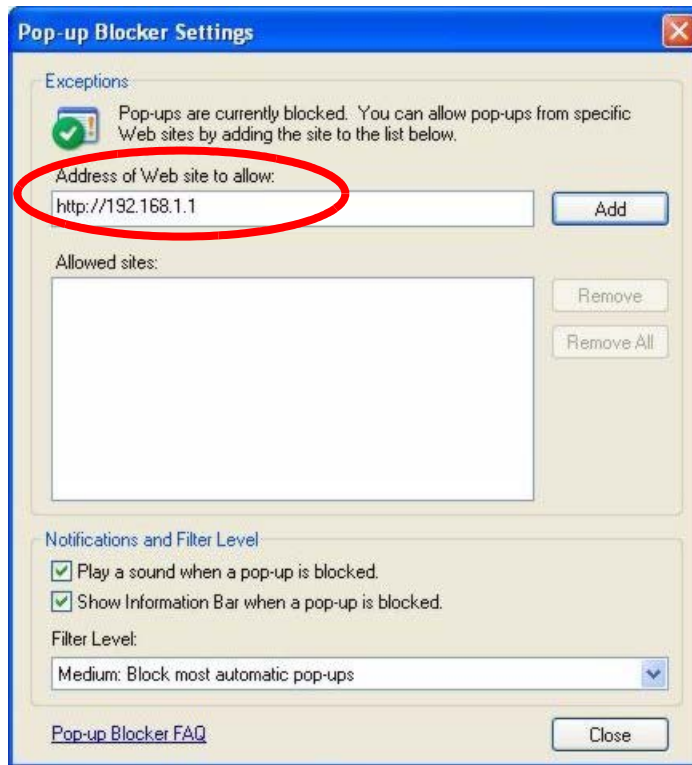 Pop-up Blocker Settings
Exceptions
Pop-ups are currently blocked. You can allow pop-ups from specific
Web sites by adding the site to the list below.
Address of Web site to allow:
http://192.168.1.1
Add
Allowed sites:
Remove
Remove All
Notifications and Filter Level
Play a sound when a pop-up is blocked.
Show Information Bar when a pop-up is blocked.
Filter Level:
Medium: Block most automatic pop-ups
Pop-up Blocker FAQ
Close